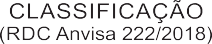 CLASSIFICAÇÃO
(RDC Anvisa 222/2018)